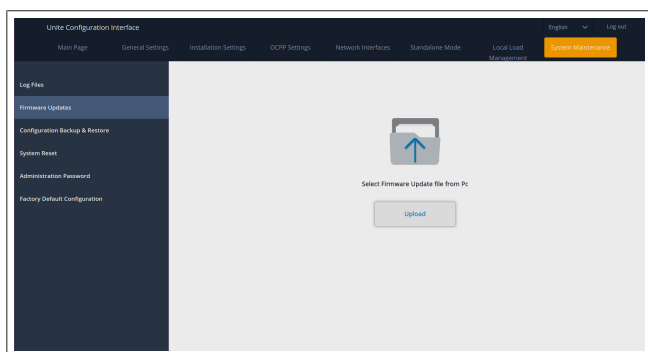 Unite Configuration Interface
English
Log out
Main Page
General Settings
Installation Settings
OCPP Settings
Network Interfaces
Standalone Mode
Local Load
Management
System Maintenance
Log Files
Firmware Updates
Configuration Backup & Restore
System Reset
Administration Password
Factory Default Configuration
Select Firmware Update file from Pc
Upload